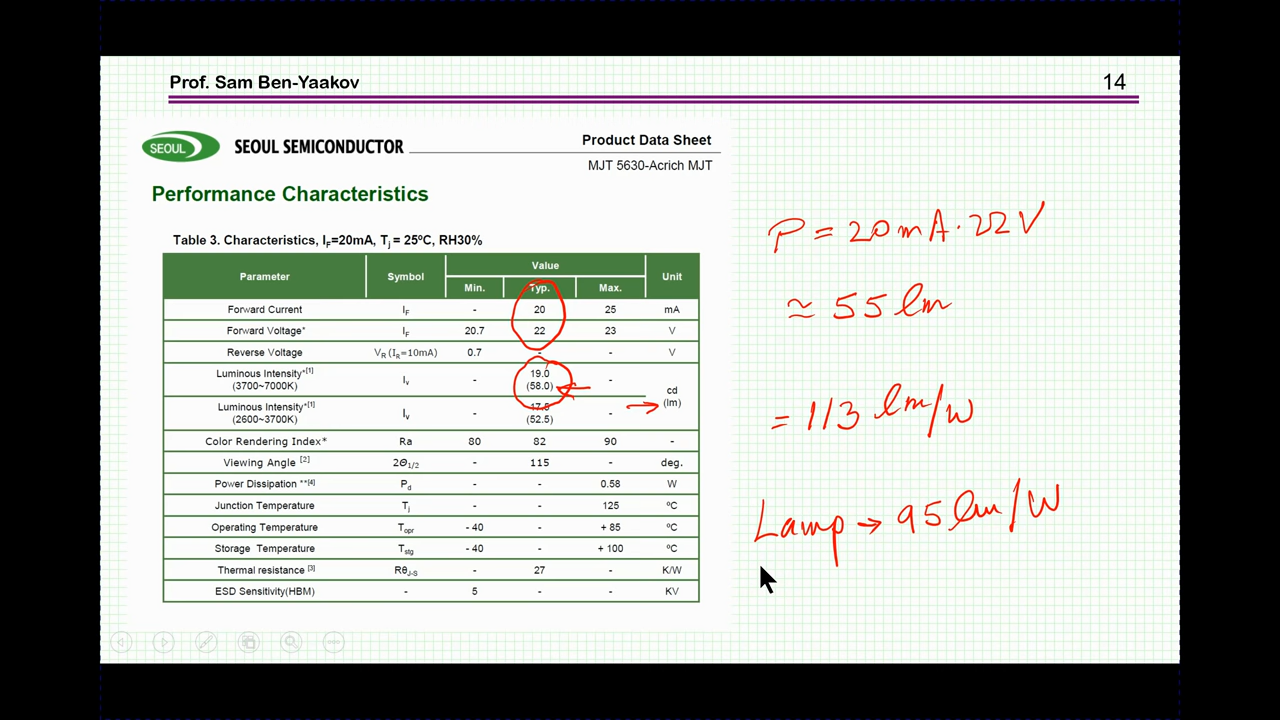 Prof. Sam Ben-Yaakov 14
SEOUL SEOUL SEMICONDUCTOR
Product Data Sheet
MJT 5630-Acrich MJT
Performance Characteristics
Table 3. Characteristics, IF=20mA, Tj = 25ºC, RH30%
Parameter Symbol Value Unit
Min. Typ. Max.
Forward Current IF - 20 25 mA
Forward Voltage* IF 20.7 22 23 V
Reverse Voltage VR (IR=10mA) 0.7 - - V
Luminous Intensity*[1] (3700~7000K) Iv - 19.0 (58.0) - cd (lm)
Luminous Intensity*[1] (2600~3700K) Iv - (52.5) -
Color Rendering Index* Ra 80 82 90 -
Viewing Angle [2] 2Θ1/2 - 115 - deg.
Power Dissipation **[4] Pd - - 0.58 W
Junction Temperature Tj - - 125 ºC
Operating Temperature Topr - 40 - + 85 ºC
Storage Temperature Tstg - 40 - + 100 ºC
Thermal resistance [3] RθJ-S - 27 - K/W
ESD Sensitivity(HBM) - 5 - - KV
P = 20mA·22V
≃ 55 lm
= 113 lm/W
Lamp → 95 lm/W